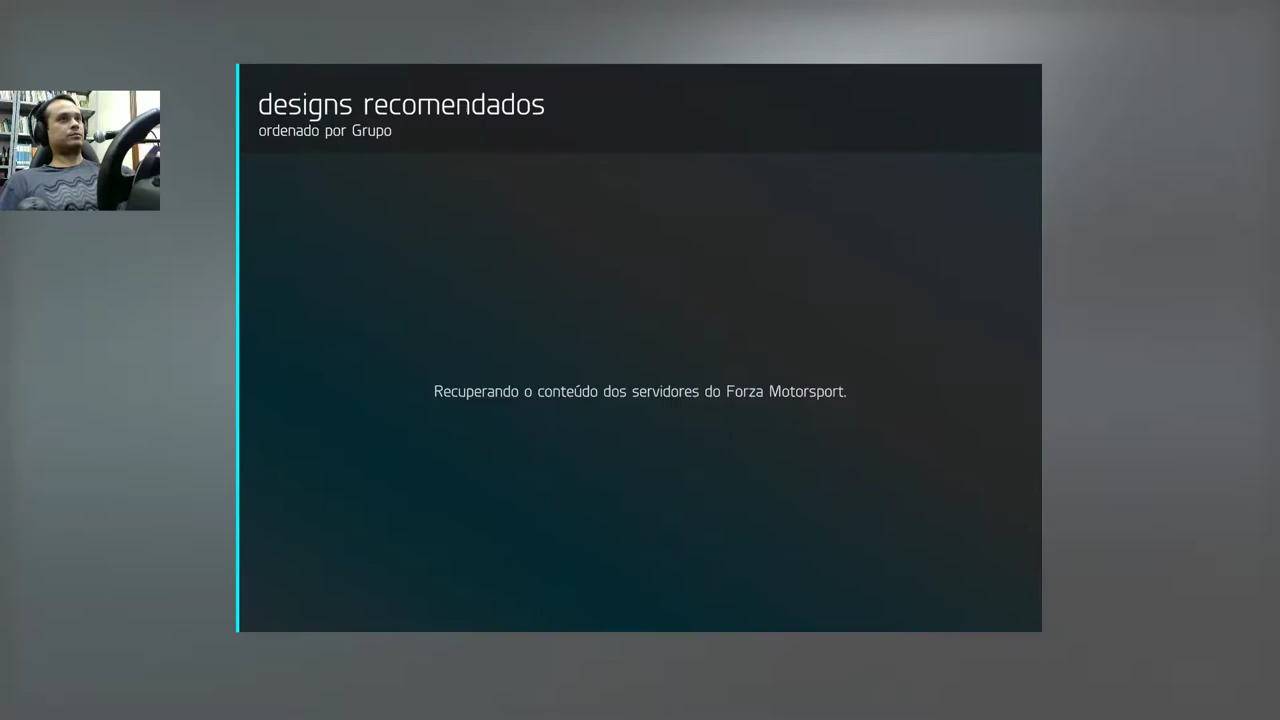 designs recomendados
ordenado por Grupo
Recuperando o conteúdo dos servidores do Forza Motorsport.